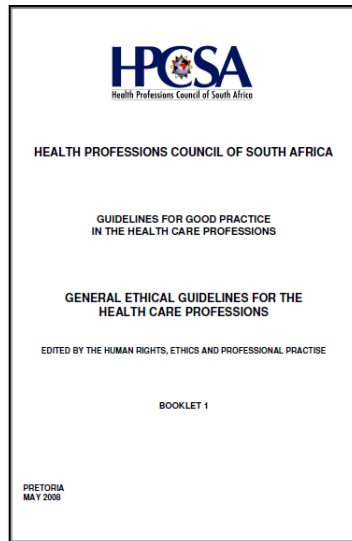 HPCSA
Health Professions Council of South Africa
HEALTH PROFESSIONS COUNCIL OF SOUTH AFRICA
GUIDELINES FOR GOOD PRACTICE
IN THE HEALTH CARE PROFESSIONS
GENERAL ETHICAL GUIDELINES FOR THE
HEALTH CARE PROFESSIONS
EDITED BY THE HUMAN RIGHTS, ETHICS AND PROFESSIONAL PRACTISE
BOOKLET 1
PRETORIA
MAY 2008